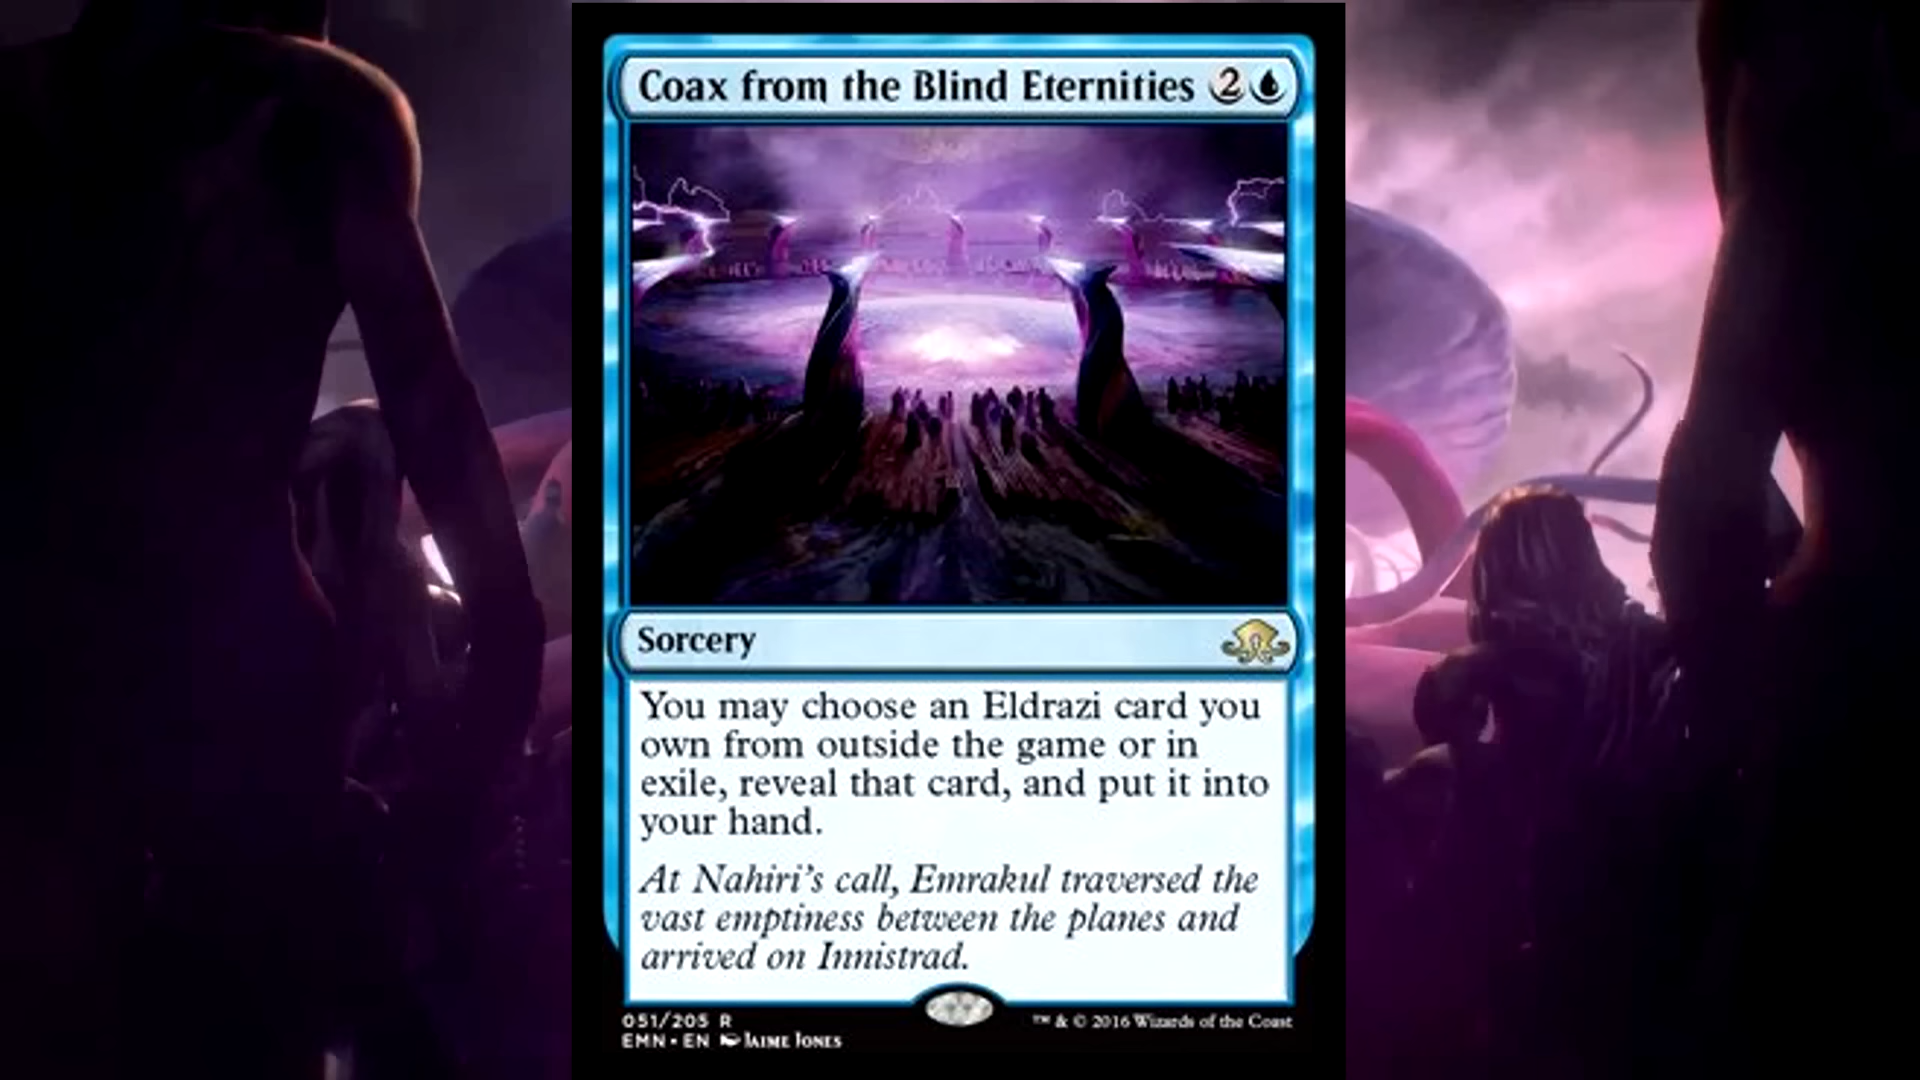 Coax from the Blind Eternities 2
Sorcery
You may choose an Eldrazi card you
own from outside the game or in
exile, reveal that card, and put it into
your hand.
At Nahiri's call, Emrakul traversed the
vast emptiness between the planes and
arrived on Innistrad.
051/205 R
™ & © 2016 Wizards of the Coast
EMN • EN Jaime Jones